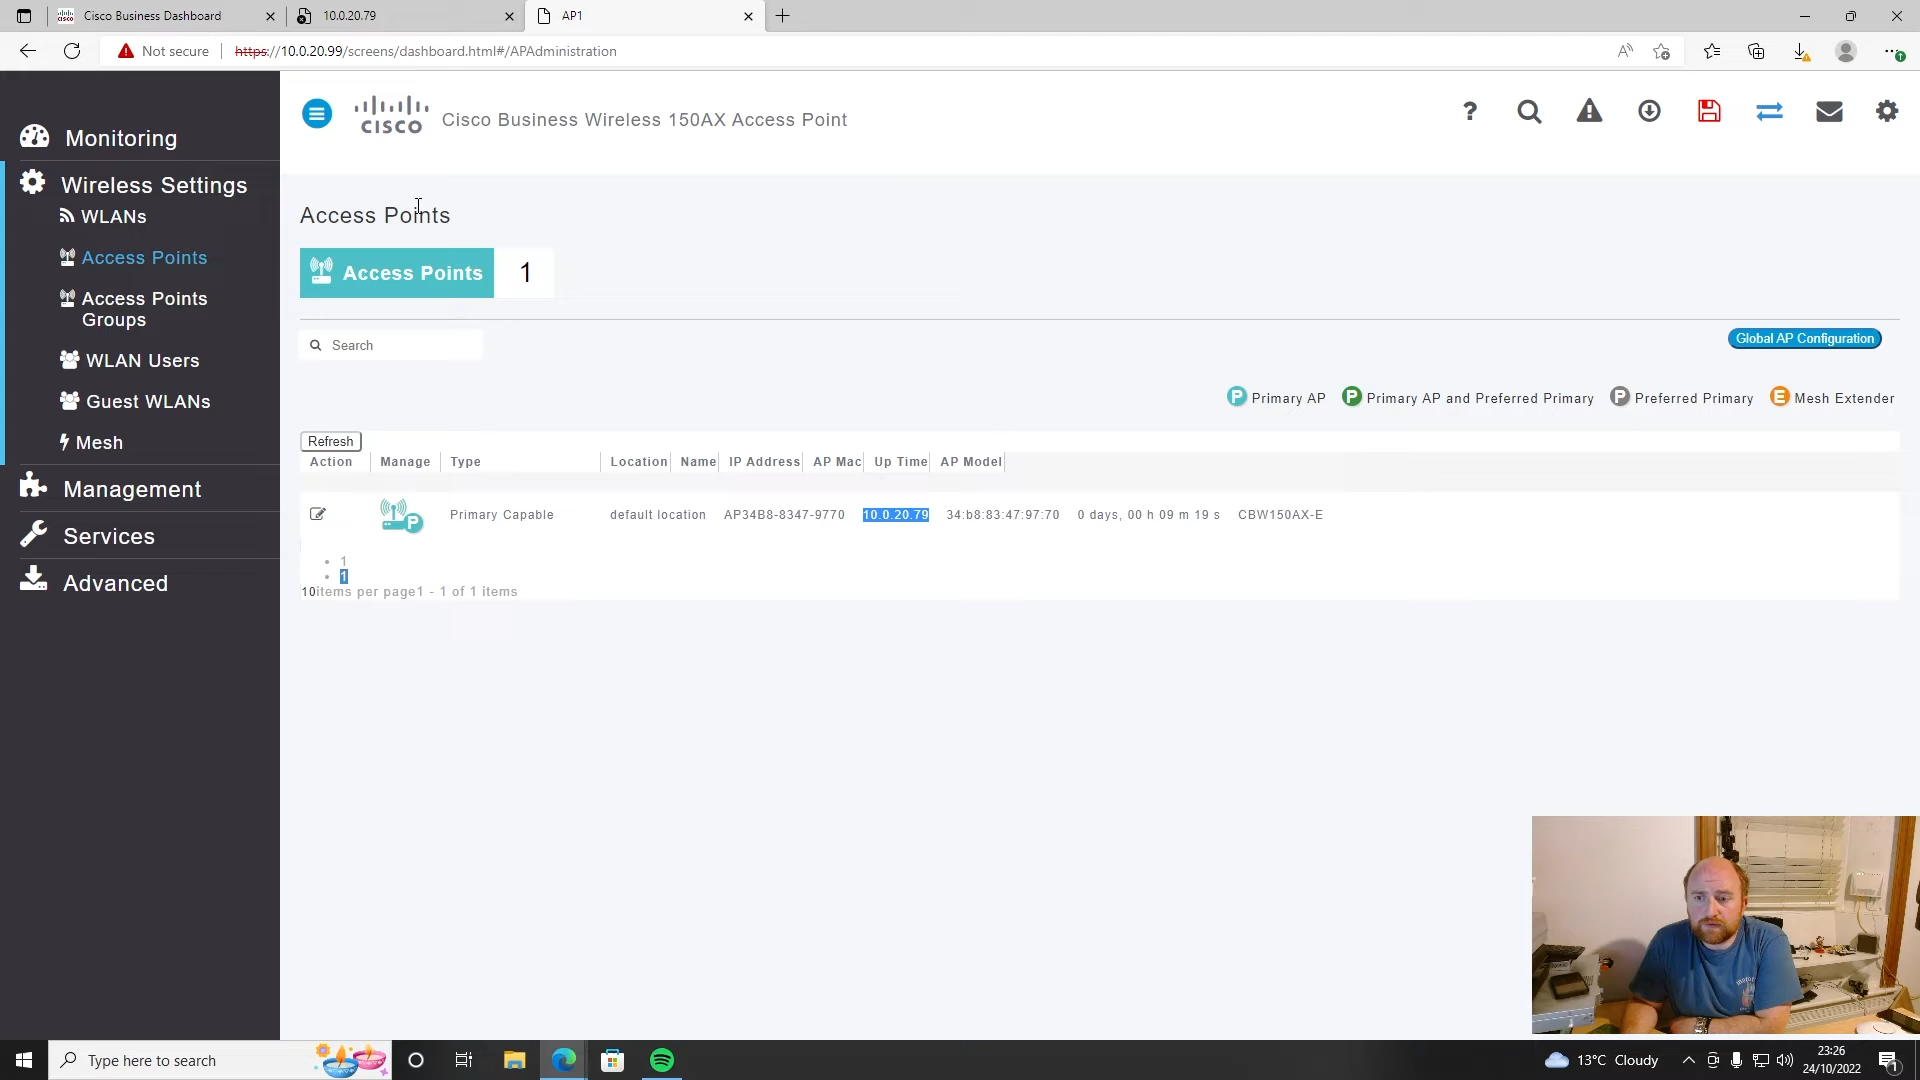 Cisco Business Dashboard
10.0.20.79
AP1
Not secure
https://10.0.20.99/screens/dashboard.html#/APAdministration
Monitoring
Wireless Settings
WLANs
Access Points
Access Points
Groups
WLAN Users
Guest WLANs
Mesh
Management
Services
Advanced
CISCO
Cisco Business Wireless 150AX Access Point
Access Points
Access Points 1
Search
Global AP Configuration
P Primary AP P Primary AP and Preferred Primary P Preferred Primary E Mesh Extender
Refresh
Action Manage Type Location Name IP Address AP Mac Up Time AP Model
P Primary Capable default location AP34B8-8347-9770 10.0.20.79 34:b8:83:47:97:70 0 days, 00 h 09 m 19 s CBW150AX-E
1
1
10items per page1 - 1 of 1 items
Type here to search
13°C Cloudy
23:26
24/10/2022
1